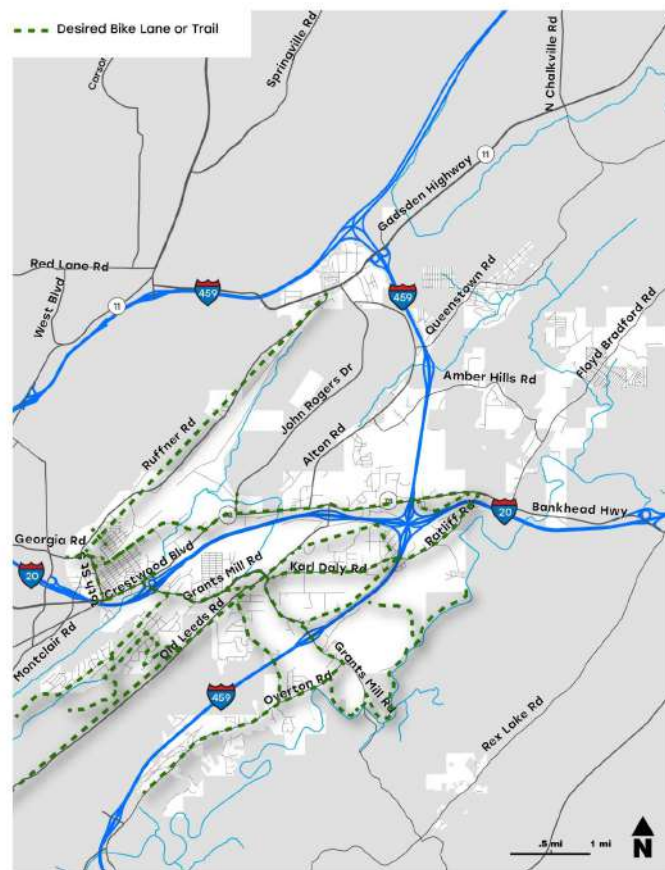 Desired Bike Lane or Trail
Carson
Springville Rd
N Chalkville Rd
11
Gadsden Highway
Red Lane Rd
West Blvd
11
459
459
Queenstown Rd
Floyd Bradford Rd
Amber Hills Rd
John Rogers Dr
Ruffner Rd
Alton Rd
Georgia Rd
20
Crestwood Blvd
Grants Mill Rd
Karl Daly Rd
Ratliff Rd
20
Bankhead Hwy
Montclair Rd
Old Leeds Rd
459
Overton Rd
Grants Mill Rd
Rex Lake Rd
.5 mi
1 mi
N